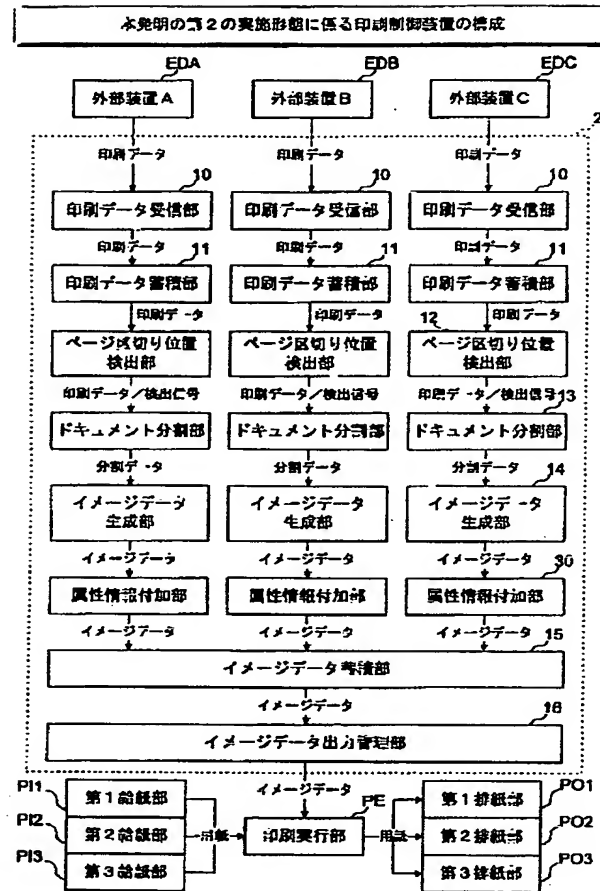 本発明の第2の実施形態に係る印刷制御装置の構成
EDA EDB EDC
外部装置A 外部装置B 外部装置C
2
印刷データ 印刷データ 印刷データ
10 10 10
印刷データ受信部 印刷データ受信部 印刷データ受信部
印刷データ 印刷データ 印刷データ
11 11 11
印刷データ蓄積部 印刷データ蓄積部 印刷データ蓄積部
印刷データ 印刷データ 12 印刷データ
ページ区切り位置 ページ区切り位置 ページ区切り位置
検出部 検出部 検出部
印刷データ/検出信号 印刷データ/検出信号 印刷データ/検出信号 13
ドキュメント分割部 ドキュメント分割部 ドキュメント分割部
分割データ 分割データ 分割データ 14
イメージデータ イメージデータ イメージデータ
生成部 生成部 生成部
イメージデータ イメージデータ イメージデータ 30
属性情報付加部 属性情報付加部 属性情報付加部
イメージデータ イメージデータ イメージデータ 15
イメージデータ蓄積部
イメージデータ 16
イメージデータ出力管理部
イメージデータ
PI1 第1給紙部 PE 第1排紙部 PO1
PI2 第2給紙部 用紙 印刷実行部 用紙 第2排紙部 PO2
PI3 第3給紙部 第3排紙部 PO3